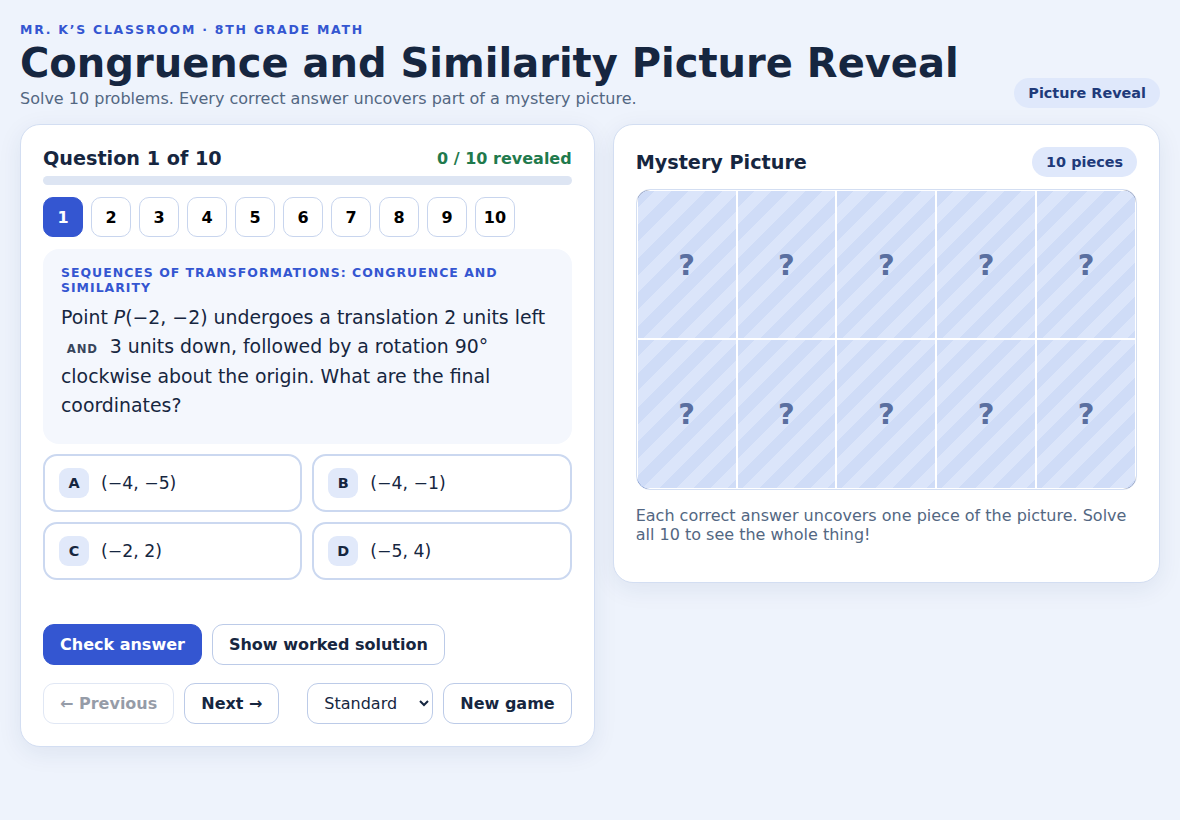 MR. K’S CLASSROOM · 8TH GRADE MATH
Congruence and Similarity Picture Reveal
Solve 10 problems. Every correct answer uncovers part of a mystery picture.
Picture Reveal
Question 1 of 10
0 / 10 revealed
1 2 3 4 5 6 7 8 9 10
SEQUENCES OF TRANSFORMATIONS: CONGRUENCE AND
SIMILARITY
Point P(−2, −2) undergoes a translation 2 units left
AND 3 units down, followed by a rotation 90°
clockwise about the origin. What are the final
coordinates?
A (−4, −5)
B (−4, −1)
C (−2, 2)
D (−5, 4)
Check answer
Show worked solution
← Previous
Next →
Standard
New game
Mystery Picture
10 pieces
? ? ? ? ?
? ? ? ? ?
Each correct answer uncovers one piece of the picture. Solve
all 10 to see the whole thing!